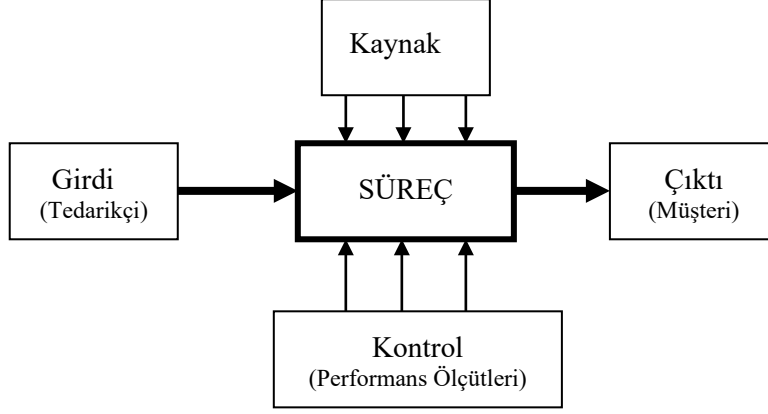 Kaynak
Girdi
(Tedarikçi)
SÜREÇ
Çıktı
(Müşteri)
Kontrol
(Performans Ölçütleri)